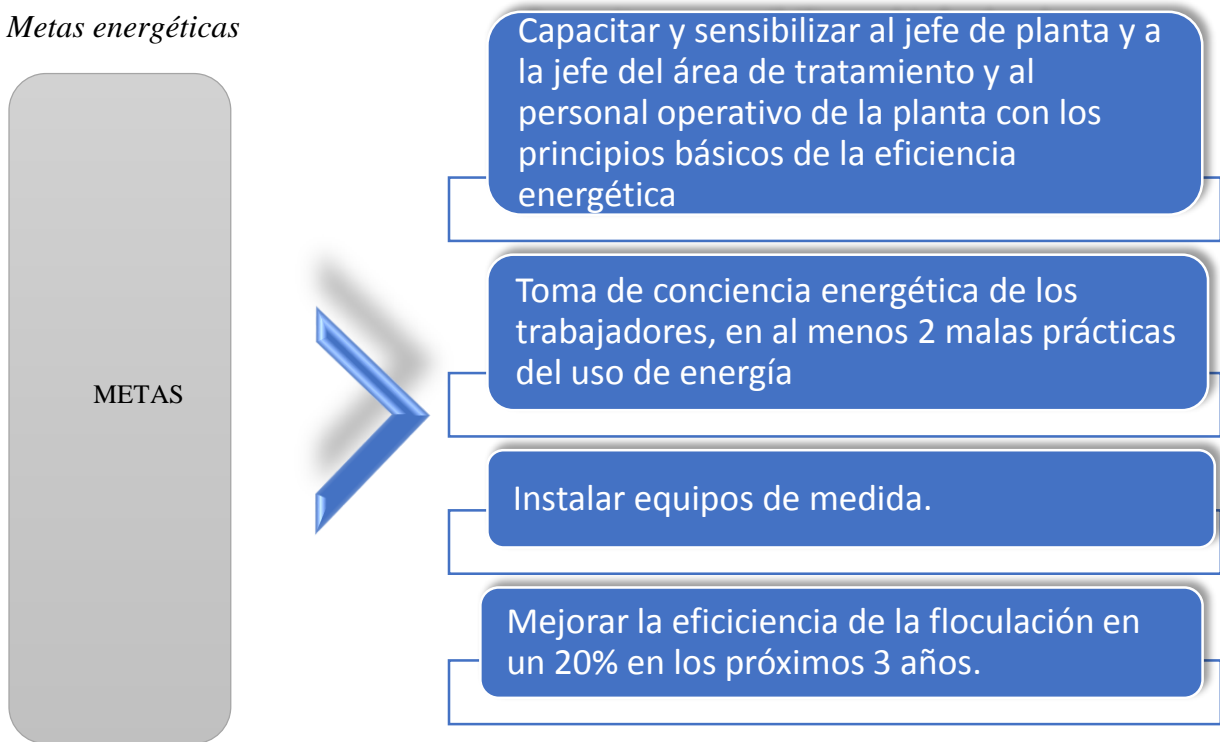 Metas energéticas
METAS
Capacitar y sensibilizar al jefe de planta y a
la jefe del área de tratamiento y al
personal operativo de la planta con los
principios básicos de la eficiencia
energética
Toma de conciencia energética de los
trabajadores, en al menos 2 malas prácticas
del uso de energía
Instalar equipos de medida.
Mejorar la eficiciencia de la floculación en
un 20% en los próximos 3 años.